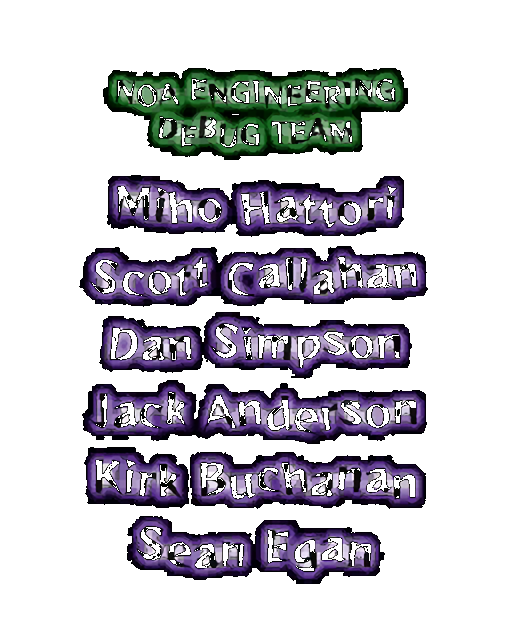 NOA ENGINEERING
DEBUG TEAM
Miho Hattori
Scott Callahan
Dan Simpson
Jack Anderson
Kirk Buchanan
Sean Egan